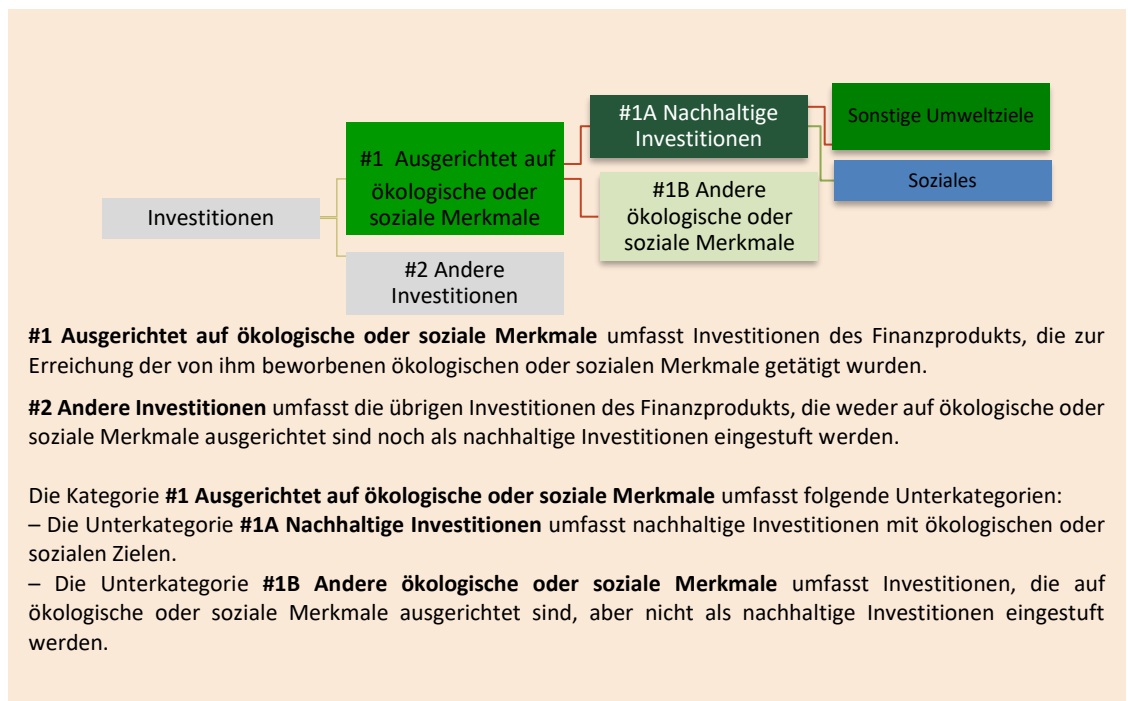 #1A Nachhaltige
Investitionen
Sonstige Umweltziele
#1 Ausgerichtet auf
ökologische oder
soziale Merkmale
Soziales
#1B Andere
ökologische oder
soziale Merkmale
Investitionen
#2 Andere
Investitionen
#1 Ausgerichtet auf ökologische oder soziale Merkmale umfasst Investitionen des Finanzprodukts, die zur
Erreichung der von ihm beworbenen ökologischen oder sozialen Merkmale getätigt wurden.
#2 Andere Investitionen umfasst die übrigen Investitionen des Finanzprodukts, die weder auf ökologische oder
soziale Merkmale ausgerichtet sind noch als nachhaltige Investitionen eingestuft werden.
Die Kategorie #1 Ausgerichtet auf ökologische oder soziale Merkmale umfasst folgende Unterkategorien:
– Die Unterkategorie #1A Nachhaltige Investitionen umfasst nachhaltige Investitionen mit ökologischen oder
sozialen Zielen.
– Die Unterkategorie #1B Andere ökologische oder soziale Merkmale umfasst Investitionen, die auf
ökologische oder soziale Merkmale ausgerichtet sind, aber nicht als nachhaltige Investitionen eingestuft
werden.